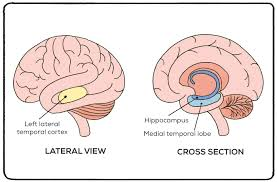 Left lateral
temporal cortex
LATERAL VIEW
Hippocampus
Medial temporal lobe
CROSS SECTION